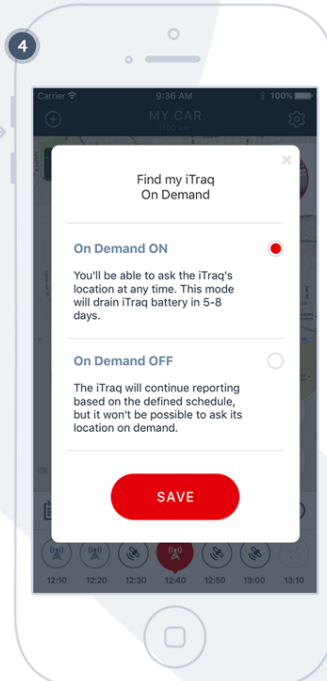 4
Carrier 9:36 AM 100%
MY CAR
Find my iTraq
On Demand
On Demand ON
You'll be able to ask the iTraq's
location at any time. This mode
will drain iTraq battery in 5-8
days.
On Demand OFF
The iTraq will continue reporting
based on the defined schedule,
but it won't be possible to ask its
location on demand.
SAVE
12:10 12:20 12:30 12:40 12:50 13:00 13:10